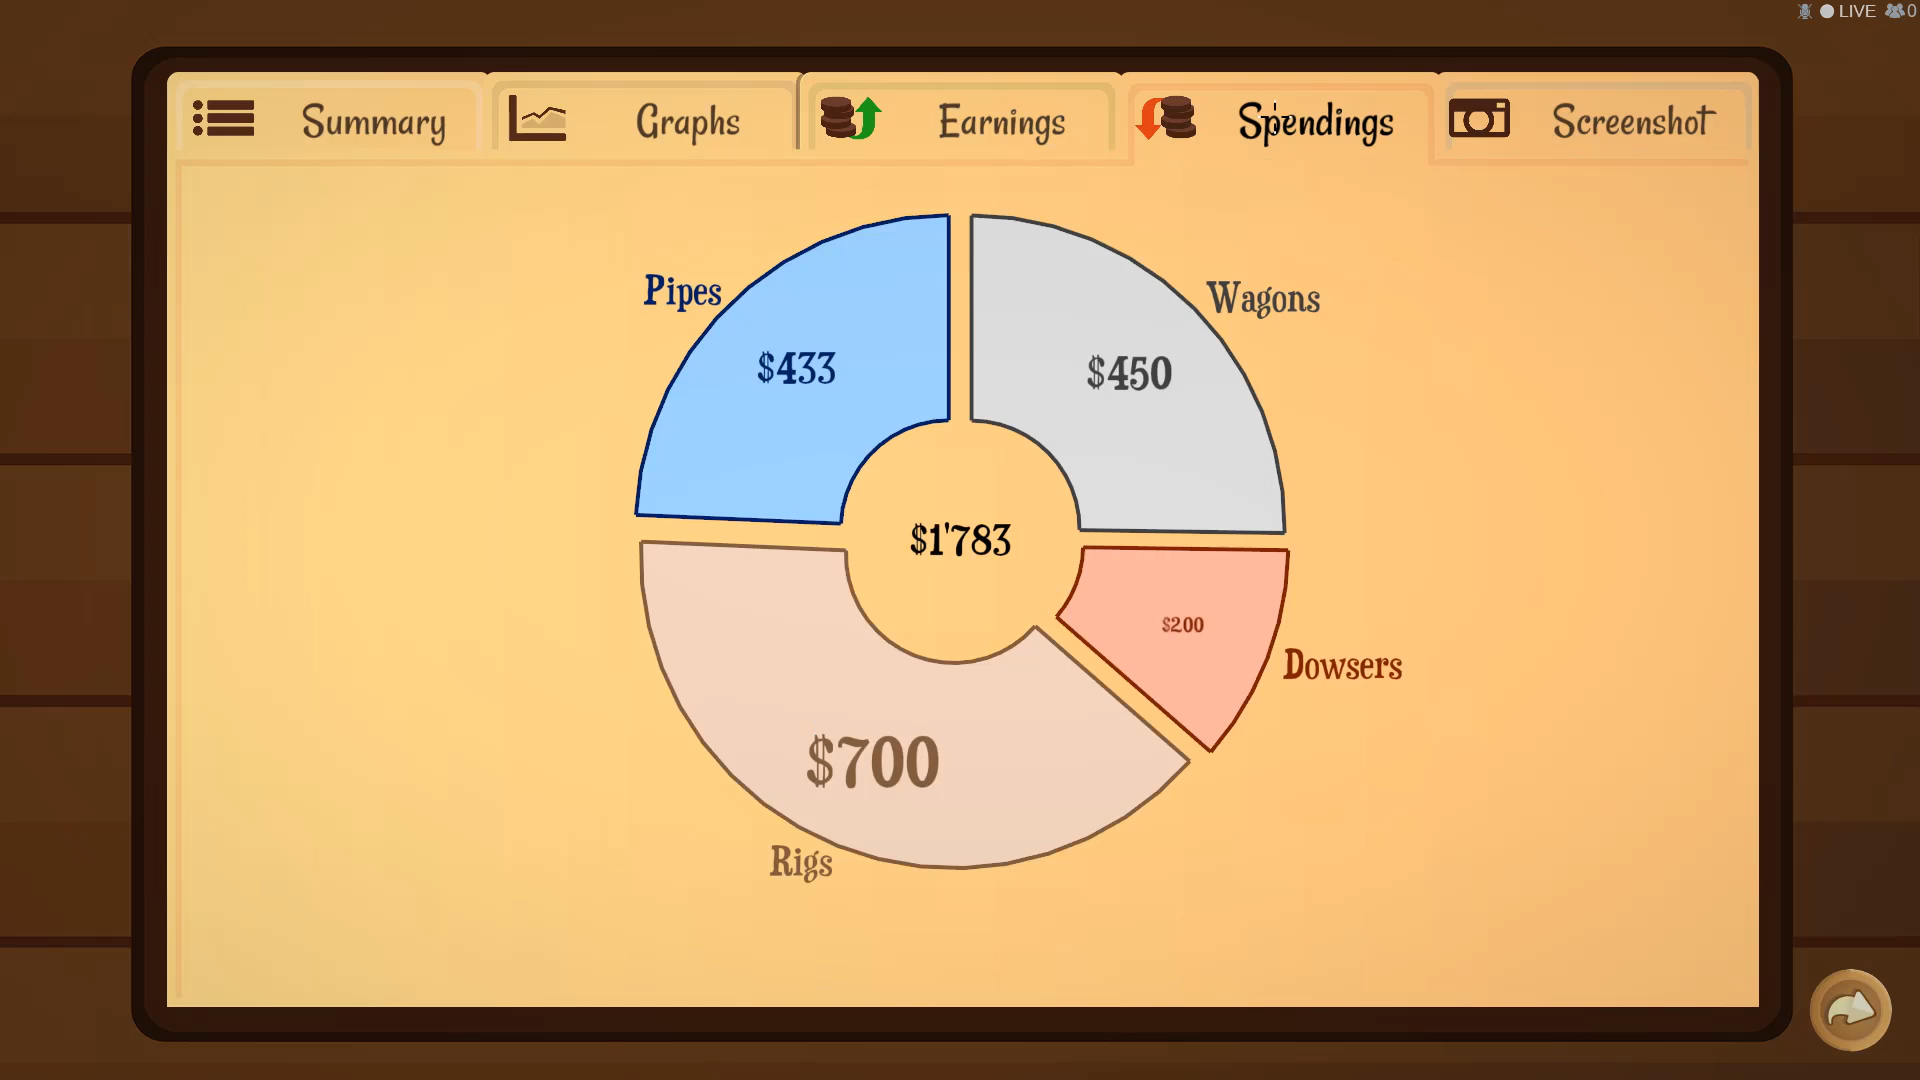 LIVE 0
Summary
Graphs
Earnings
Spendings
Screenshot
Pipes
Wagons
$433
$450
$1'783
$200
Dowsers
$700
Rigs